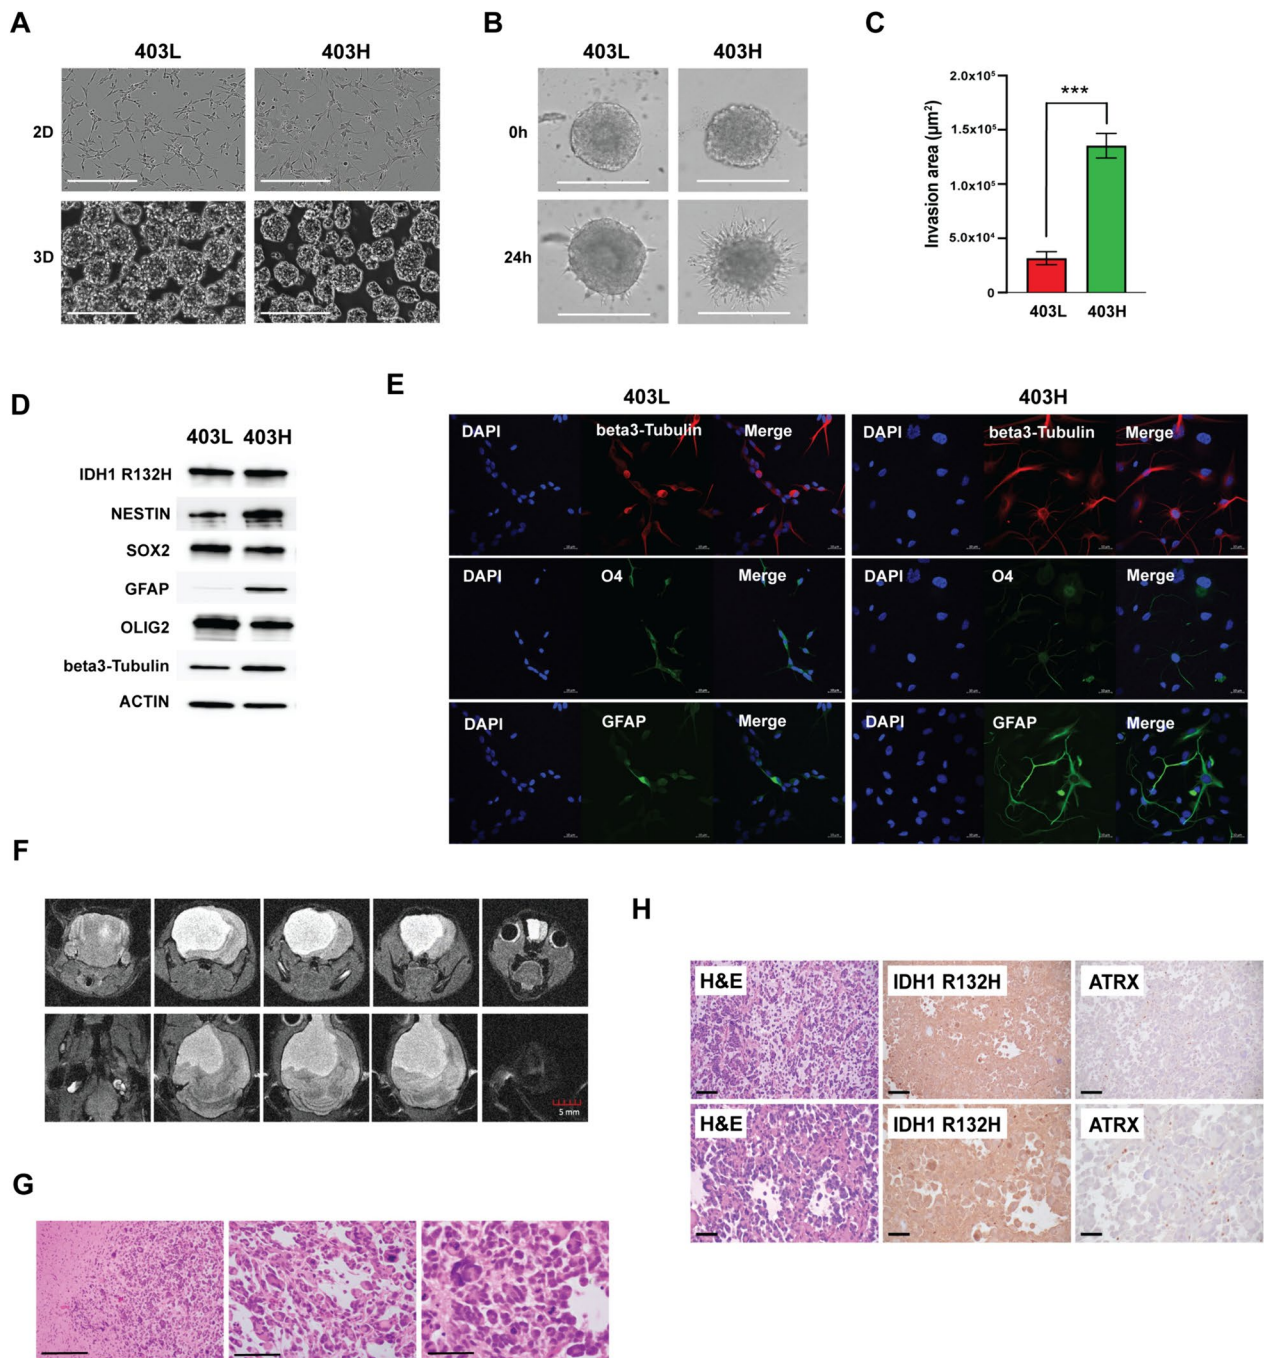 A
403L 403H
2D
3D
B
403L 403H
0h
24h
C
Invasion area (µm²)
2.0x10⁵
1.5x10⁵
1.0x10⁵
5.0x10⁴
0
***
403L 403H
D
403L 403H
IDH1 R132H
NESTIN
SOX2
GFAP
OLIG2
beta3-Tubulin
ACTIN
E
403L 403H
DAPI beta3-Tubulin Merge DAPI beta3-Tubulin Merge
DAPI O4 Merge DAPI O4 Merge
DAPI GFAP Merge DAPI GFAP Merge
F
5 mm
G
H
H&E IDH1 R132H ATRX
H&E IDH1 R132H ATRX